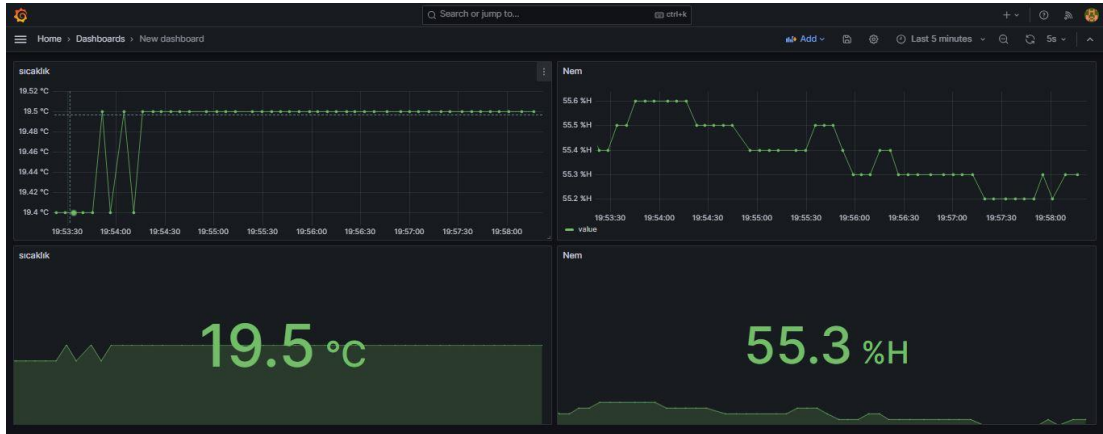 Search or jump to... ctrl+k
Home › Dashboards › New dashboard Add Last 5 minutes 5s
sıcaklık
19.52 °C
19.5 °C
19.48 °C
19.46 °C
19.44 °C
19.42 °C
19.4 °C
19:53:30 19:54:00 19:54:30 19:55:00 19:55:30 19:56:00 19:56:30 19:57:00 19:57:30 19:58:00
Nem
55.6 %H
55.5 %H
55.4 %H
55.3 %H
55.2 %H
19:53:30 19:54:00 19:54:30 19:55:00 19:55:30 19:56:00 19:56:30 19:57:00 19:57:30 19:58:00
value
sıcaklık
19.5 °C
Nem
55.3 %H